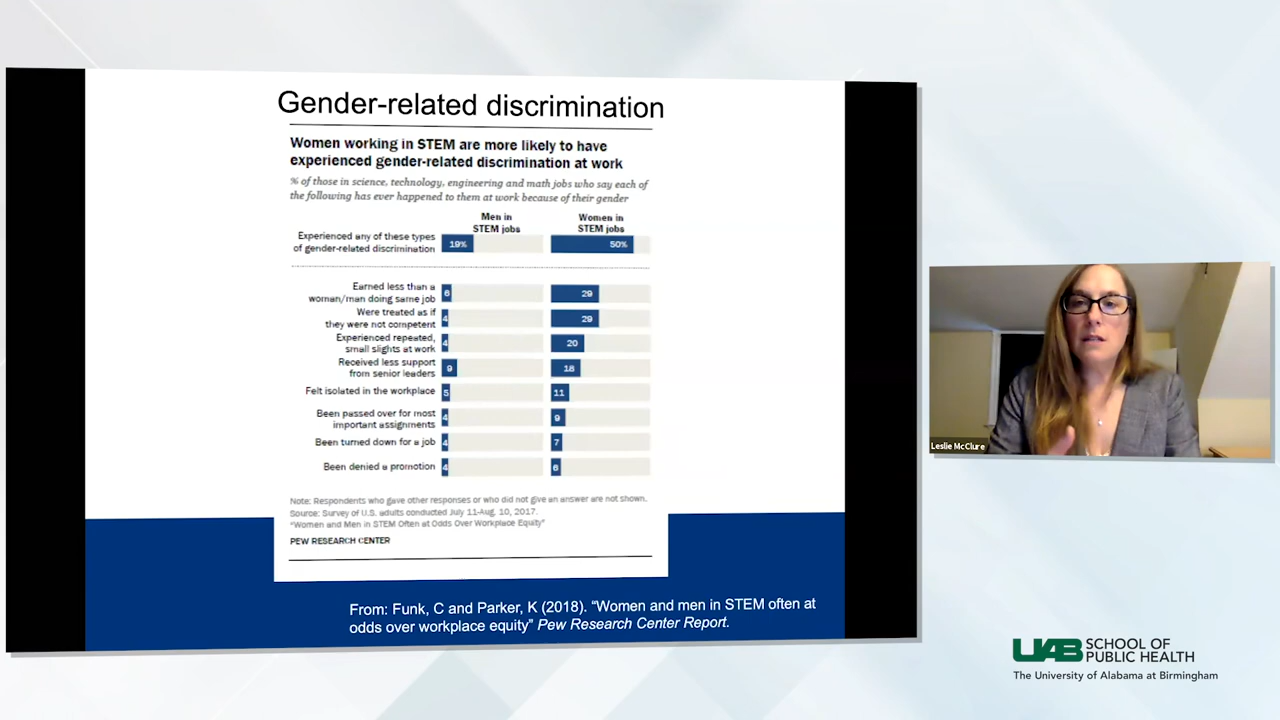 Gender-related discrimination
Women working in STEM are more likely to have
experienced gender-related discrimination at work
% of those in science, technology, engineering and math jobs who say each of
the following has ever happened to them at work because of their gender
Men in
STEM jobs
Women in
STEM jobs
Experienced any of these types
of gender-related discrimination
19%
50%
Earned less than a
woman/man doing same job
6
29
Were treated as if
they were not competent
4
29
Experienced repeated,
small slights at work
4
20
Received less support
from senior leaders
9
18
Felt isolated in the workplace
5
11
Been passed over for most
important assignments
4
9
Been turned down for a job
4
7
Been denied a promotion
4
6
Note: Respondents who gave other responses or who did not give an answer are not shown.
Source: Survey of U.S. adults conducted July 11-Aug. 10, 2017.
"Women and Men in STEM Often at Odds Over Workplace Equity"
PEW RESEARCH CENTER
From: Funk, C and Parker, K (2018). “Women and men in STEM often at
odds over workplace equity” Pew Research Center Report.
Leslie McClure
UAB SCHOOL OF
PUBLIC HEALTH
The University of Alabama at Birmingham